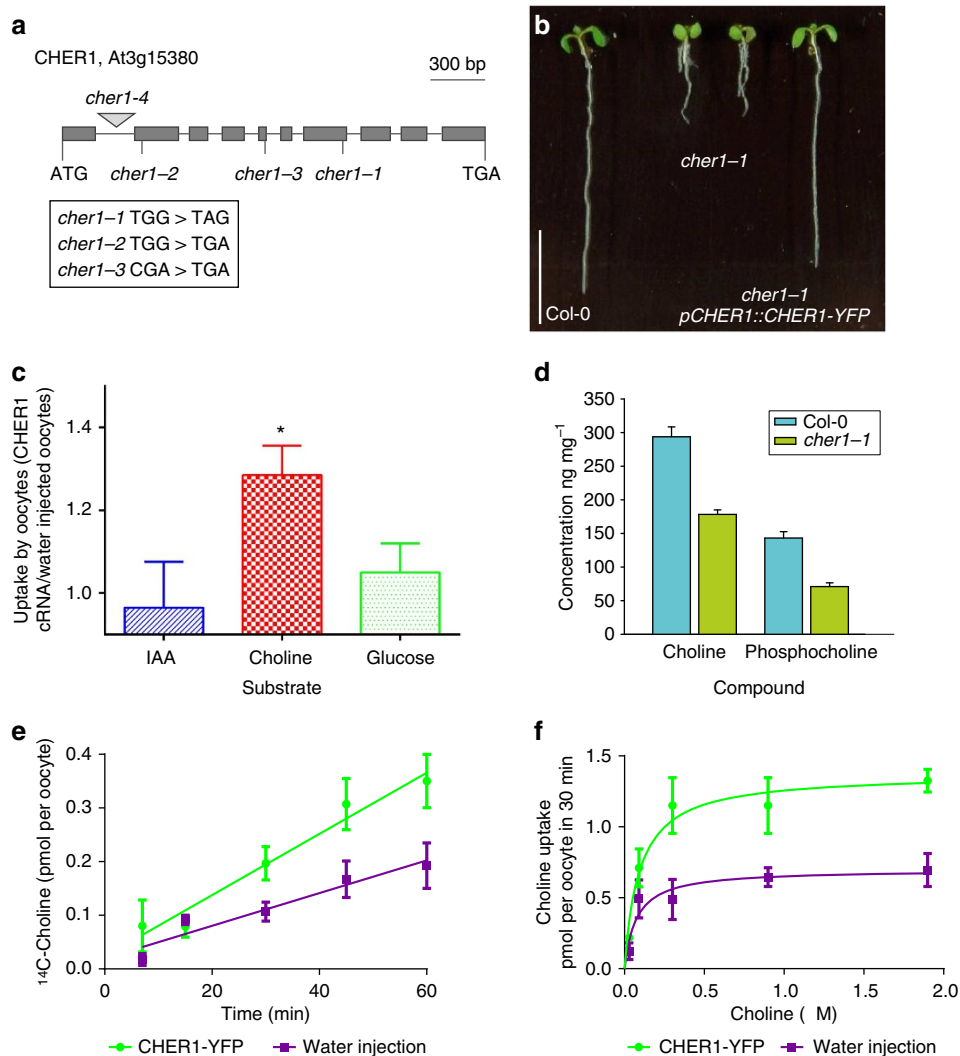 a
CHER1, At3g15380
300 bp
cher1-4
ATG
cher1–2
cher1–3
cher1–1
TGA
cher1–1 TGG > TAG
cher1–2 TGG > TGA
cher1–3 CGA > TGA
b
cher1–1
Col-0
cher1–1
pCHER1::CHER1-YFP
c
Uptake by oocytes (CHER1
cRNA/water injected oocytes)
1.4
1.2
1.0
*
IAA
Choline
Glucose
Substrate
d
Concentration ng mg⁻¹
300
250
200
150
100
50
0
Col-0
cher1–1
Choline
Phosphocholine
Compound
e
¹⁴C-Choline (pmol per oocyte)
0.4
0.3
0.2
0.1
0.0
0
20
40
60
Time (min)
CHER1-YFP
Water injection
f
Choline uptake
pmol per oocyte in 30 min
1.5
1.0
0.5
0.0
0.0
0.5
1.0
1.5
2.0
Choline ( M)
CHER1-YFP
Water injection